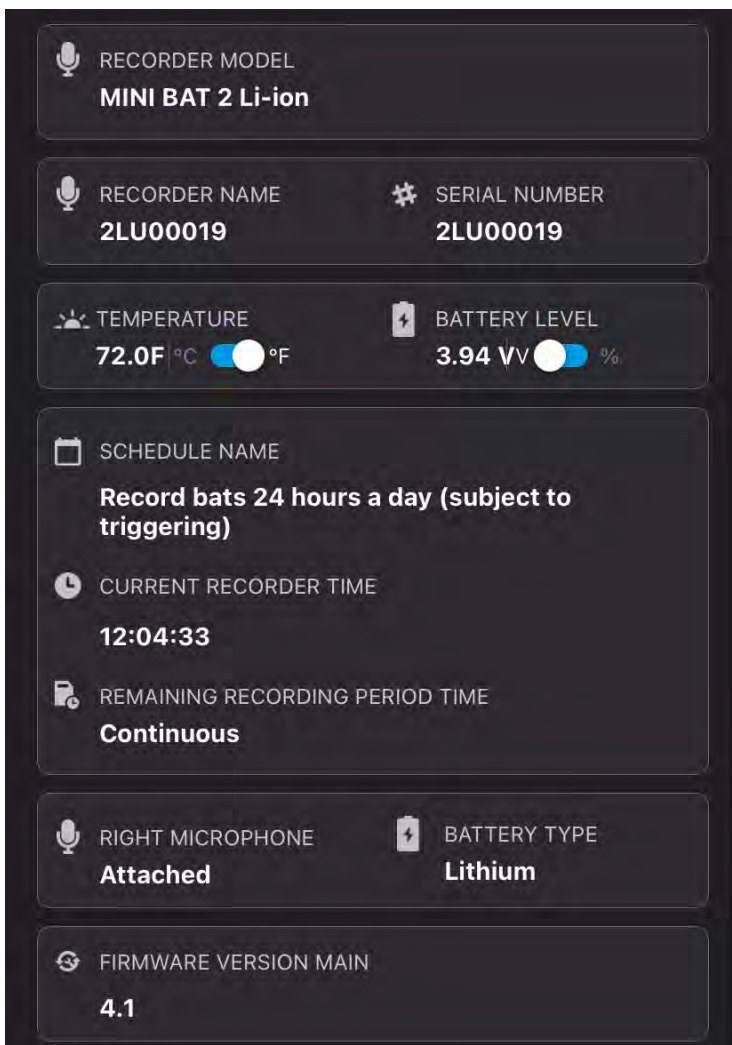 RECORDER MODEL
MINI BAT 2 Li-ion
RECORDER NAME
2LU00019
SERIAL NUMBER
2LU00019
TEMPERATURE
72.0F °C °F
BATTERY LEVEL
3.94 V V %
SCHEDULE NAME
Record bats 24 hours a day (subject to
triggering)
CURRENT RECORDER TIME
12:04:33
REMAINING RECORDING PERIOD TIME
Continuous
RIGHT MICROPHONE
Attached
BATTERY TYPE
Lithium
FIRMWARE VERSION MAIN
4.1